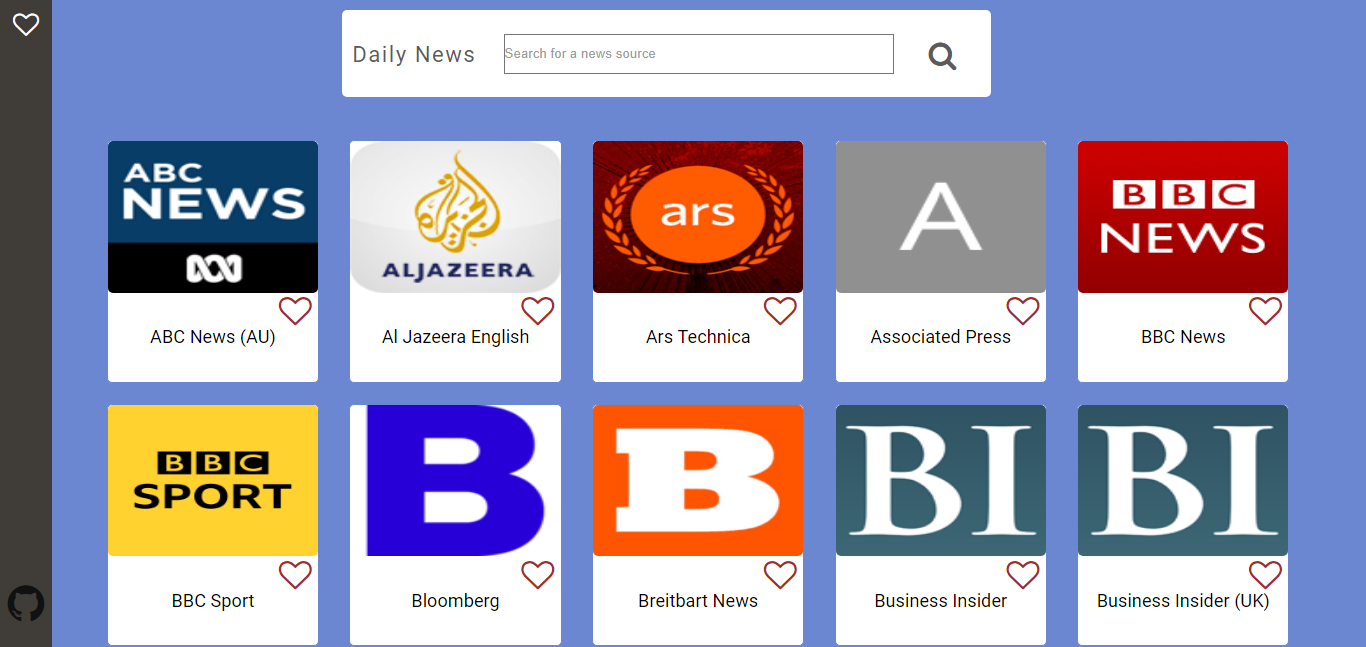 Daily News
Search for a news source
ABC
NEWS
ALJAZEERA
ars
A
BBC
NEWS
ABC News (AU)
Al Jazeera English
Ars Technica
Associated Press
BBC News
BBC
SPORT
B
B
BI
BI
BBC Sport
Bloomberg
Breitbart News
Business Insider
Business Insider (UK)